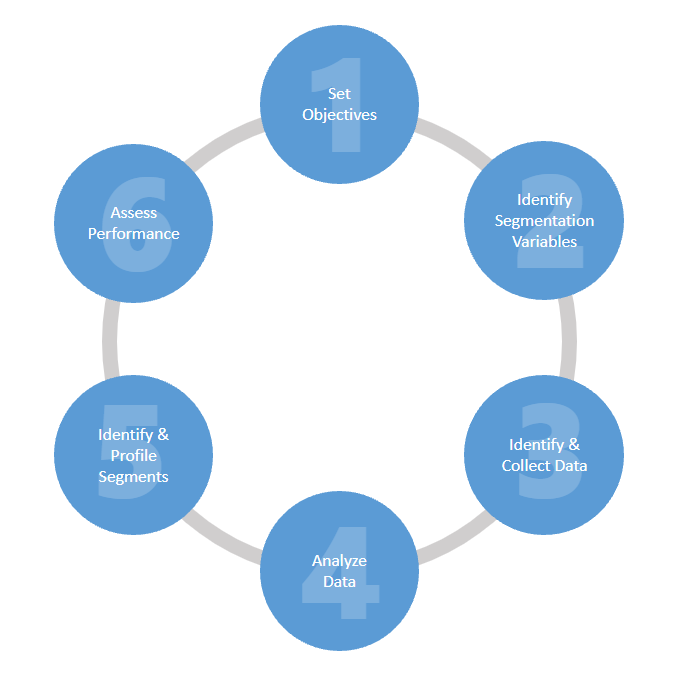 1
Set
Objectives
2
Identify
Segmentation
Variables
3
Identify &
Collect Data
4
Analyze
Data
5
Identify &
Profile
Segments
6
Assess
Performance